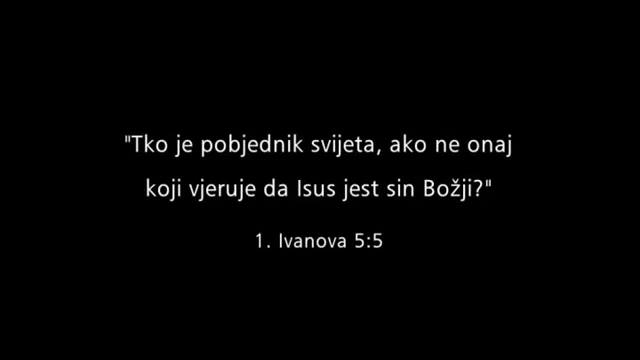 "Tko je pobjednik svijeta, ako ne onaj
koji vjeruje da Isus jest sin Božji?"
1. Ivanova 5:5